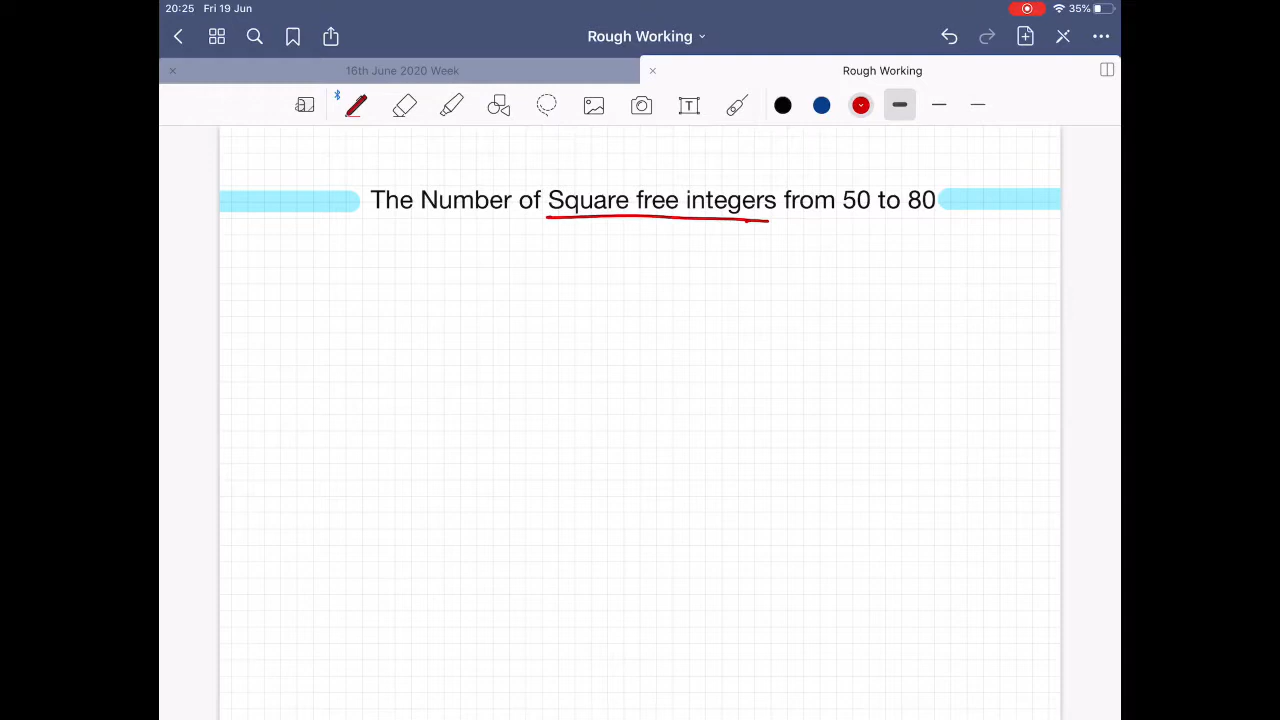 20:25 Fri 19 Jun 35%
Rough Working
16th June 2020 Week Rough Working
T
The Number of Square free integers from 50 to 80